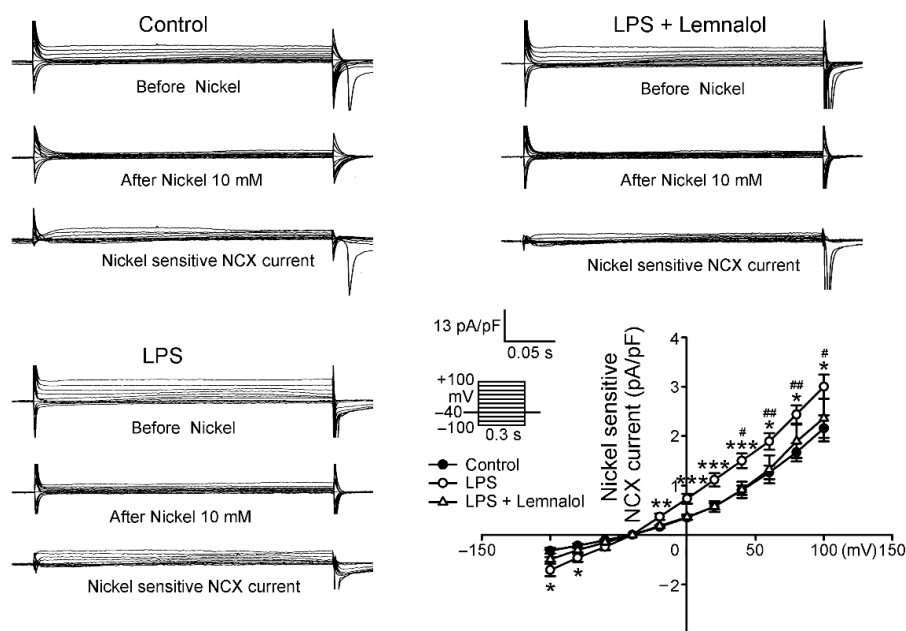 Control
Before Nickel
After Nickel 10 mM
Nickel sensitive NCX current
LPS + Lemnalol
Before Nickel
After Nickel 10 mM
Nickel sensitive NCX current
LPS
Before Nickel
After Nickel 10 mM
Nickel sensitive NCX current
13 pA/pF
0.05 s
+100
mV
−40
−100
0.3 s
Control
LPS
LPS + Lemnalol
Nickel sensitive
NCX current (pA/pF)
4
3
2
1
−2
−150
0
50
100 (mV) 150
#
*
##
*
##
*
#
***
***
***
**
*
*